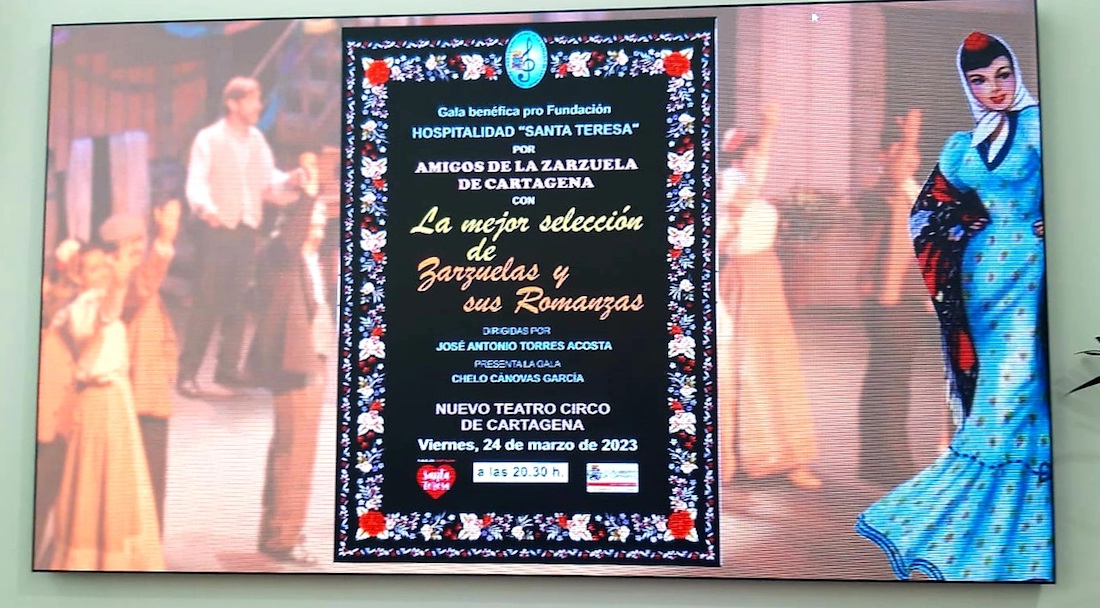 Gala benéfica pro Fundación
HOSPITALIDAD "SANTA TERESA"
POR
AMIGOS DE LA ZARZUELA
DE CARTAGENA
CON
La mejor selección
de
Zarzuelas y
sus Romanzas
DIRIGIDAS POR
JOSÉ ANTONIO TORRES ACOSTA
PRESENTA LA GALA
CHELO CÁNOVAS GARCÍA
NUEVO TEATRO CIRCO
DE CARTAGENA
Viernes, 24 de marzo de 2023
santa
teresa
a las 20.30 h.